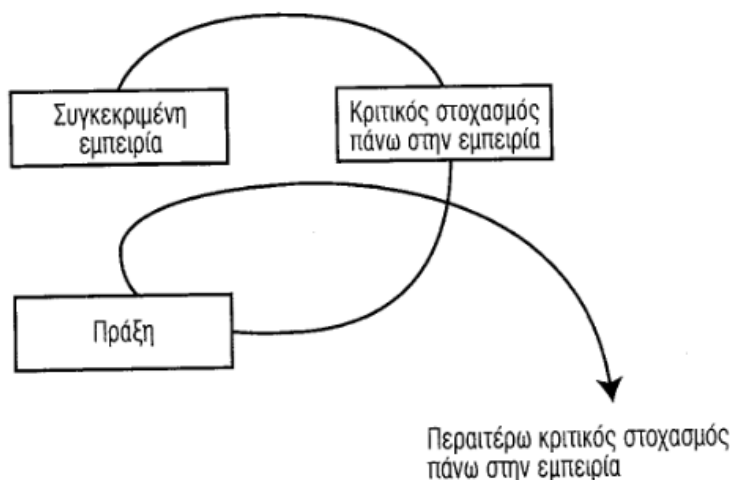 Συγκεκριμένη
εμπειρία
Κριτικός στοχασμός
πάνω στην εμπειρία
Πράξη
Περαιτέρω κριτικός στοχασμός
πάνω στην εμπειρία